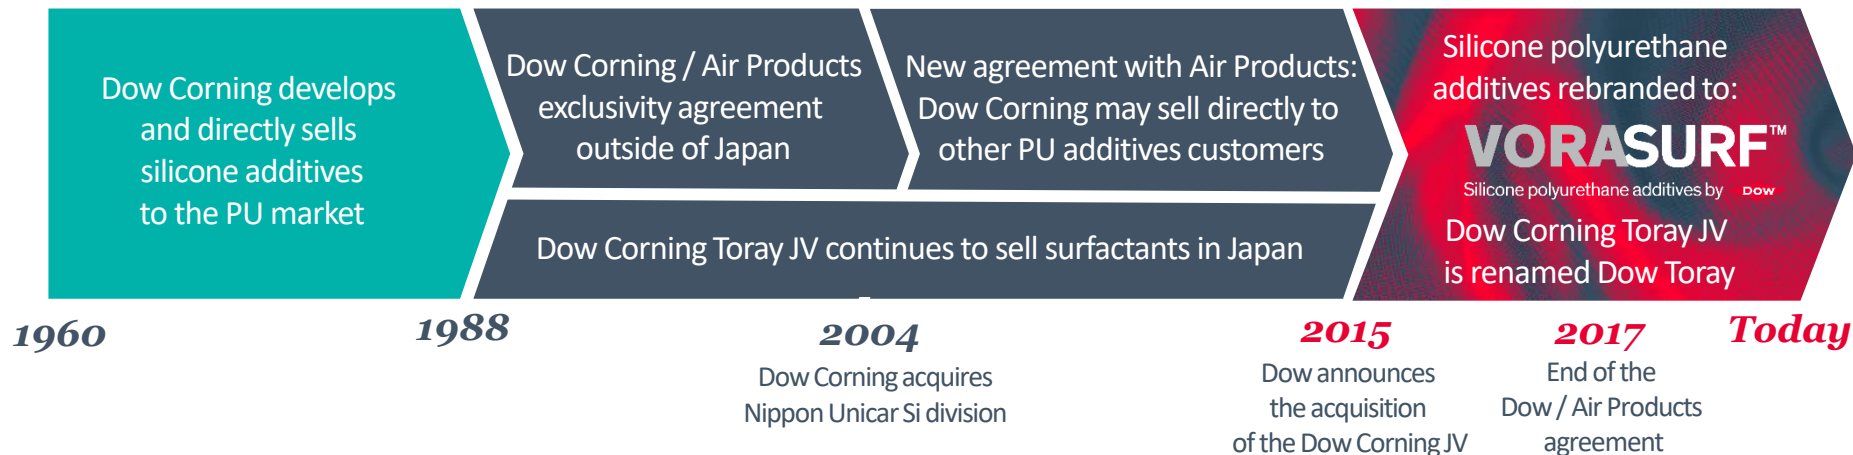 Dow Corning develops
and directly sells
silicone additives
to the PU market
Dow Corning / Air Products
exclusivity agreement
outside of Japan
New agreement with Air Products:
Dow Corning may sell directly to
other PU additives customers
Dow Corning Toray JV continues to sell surfactants in Japan
Silicone polyurethane
additives rebranded to:
VORASURF™
Silicone polyurethane additives by Dow
Dow Corning Toray JV
is renamed Dow Toray
1960
1988
2004
Dow Corning acquires
Nippon Unicar Si division
2015
Dow announces
the acquisition
of the Dow Corning JV
2017
End of the
Dow / Air Products
agreement
Today